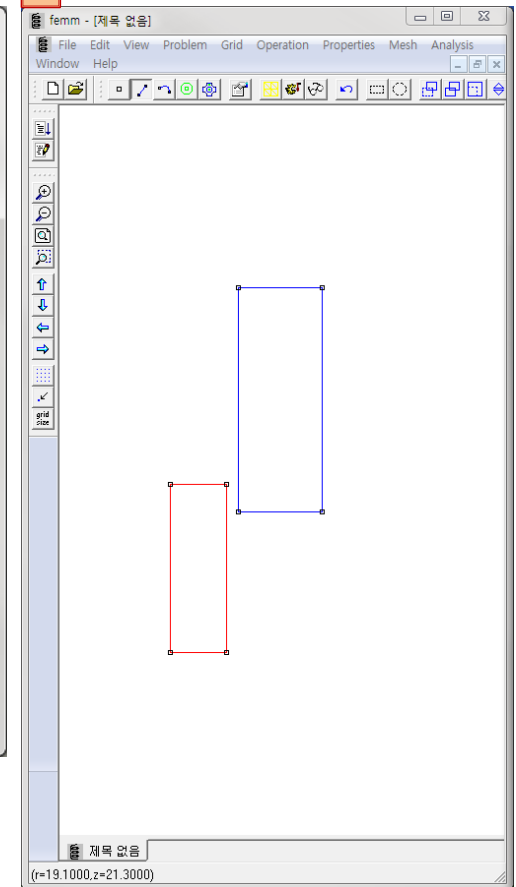 femm - [제목 없음]
File Edit View Problem Grid Operation Properties Mesh Analysis
Window Help
grid
size
제목 없음
(r=19.1000,z=21.3000)